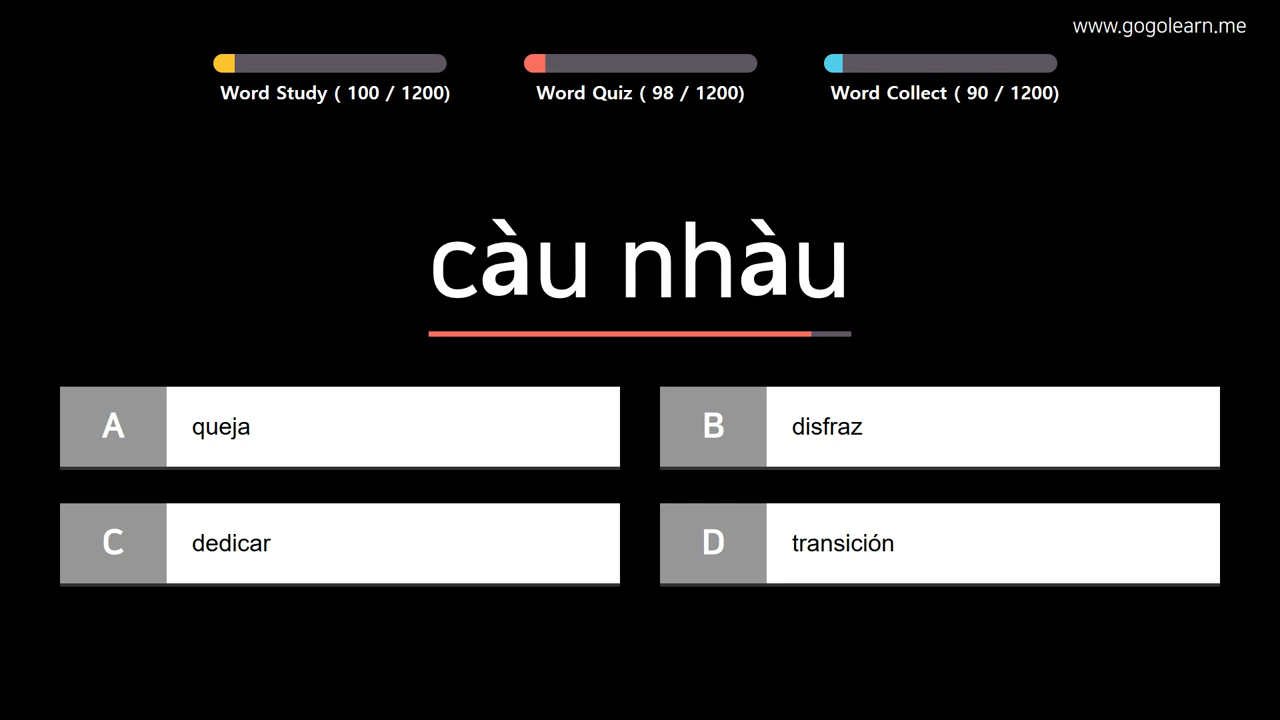 www.gogolearn.me
Word Study ( 100 / 1200)
Word Quiz ( 98 / 1200)
Word Collect ( 90 / 1200)
càu nhàu
A queja
B disfraz
C dedicar
D transición